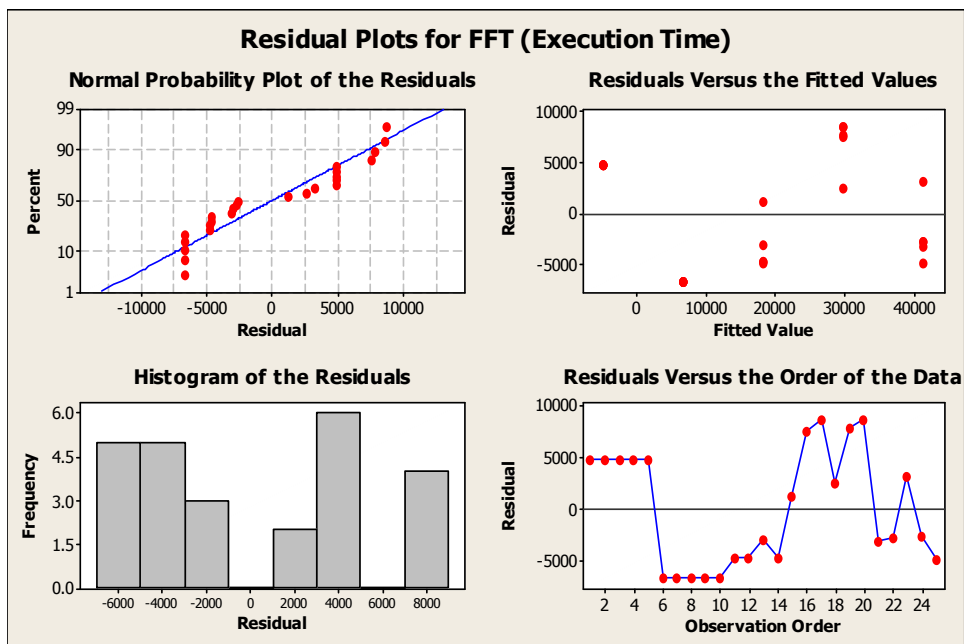 Residual Plots for FFT (Execution Time)
Normal Probability Plot of the Residuals
99
90
50
10
1
Percent
-10000 -5000 0 5000 10000
Residual
Residuals Versus the Fitted Values
10000
5000
0
-5000
Residual
0 10000 20000 30000 40000
Fitted Value
Histogram of the Residuals
6.0
4.5
3.0
1.5
0.0
Frequency
-6000 -4000 -2000 0 2000 4000 6000 8000
Residual
Residuals Versus the Order of the Data
10000
5000
0
-5000
Residual
2 4 6 8 10 12 14 16 18 20 22 24
Observation Order